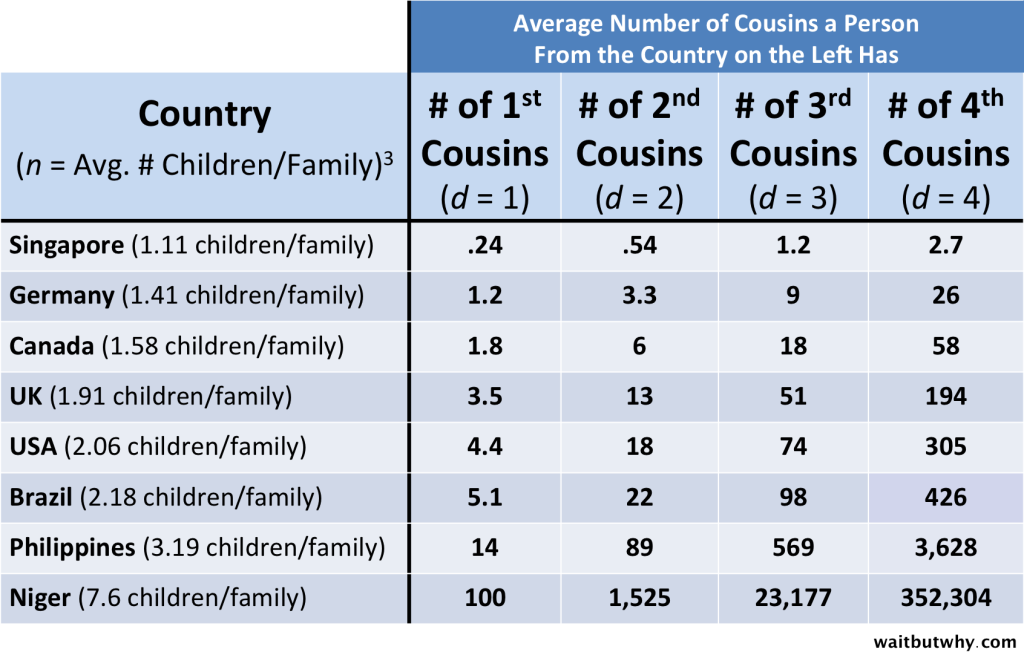 Average Number of Cousins a Person
From the Country on the Left Has
Country
(n = Avg. # Children/Family)³
# of 1st
Cousins
(d = 1)
# of 2nd
Cousins
(d = 2)
# of 3rd
Cousins
(d = 3)
# of 4th
Cousins
(d = 4)
Singapore (1.11 children/family) .24 .54 1.2 2.7
Germany (1.41 children/family) 1.2 3.3 9 26
Canada (1.58 children/family) 1.8 6 18 58
UK (1.91 children/family) 3.5 13 51 194
USA (2.06 children/family) 4.4 18 74 305
Brazil (2.18 children/family) 5.1 22 98 426
Philippines (3.19 children/family) 14 89 569 3,628
Niger (7.6 children/family) 100 1,525 23,177 352,304
waitbutwhy.com